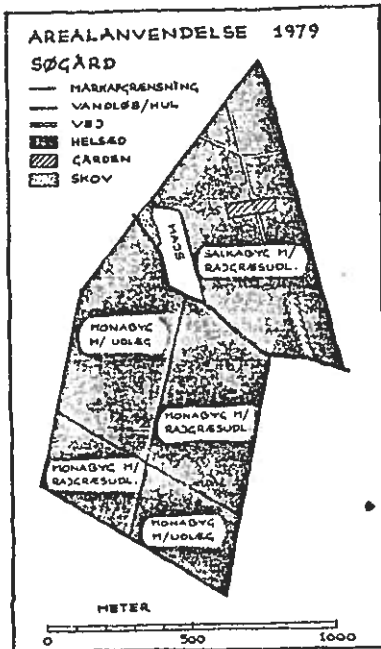 AREALANVENDELSE 1979
SØGÅRD
MARKAFGRÆNSNING
VANDLØB/HUL
VEJ
HELSÆD
GÅRDEN
SKOV
MAGS
SALKABYG M/
RAJGRÆSUDL.
MONABYG
M/ UDLÆG
MONABYG M/
RAJGRÆSUDL.
MONABYG M/
RAJGRÆSUDL.
MONABYG
M/UDLÆG
METER
0 500 1000